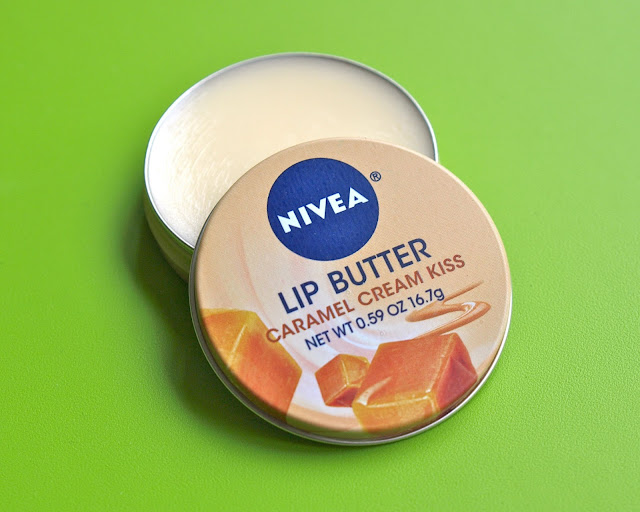 NIVEA®
LIP BUTTER
CARAMEL CREAM KISS
NET WT 0.59 OZ 16.7g